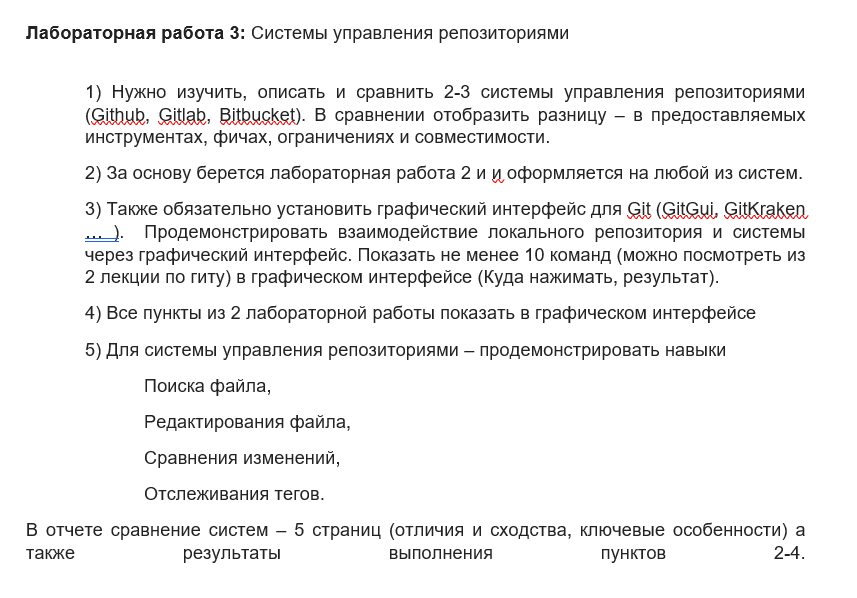 Лабораторная работа 3: Системы управления репозиториями
1) Нужно изучить, описать и сравнить 2-3 системы управления репозиториями
(Github, Gitlab, Bitbucket). В сравнении отобразить разницу – в предоставляемых
инструментах, фичах, ограничениях и совместимости.
2) За основу берется лабораторная работа 2 и и оформляется на любой из систем.
3) Также обязательно установить графический интерфейс для Git (GitGui, GitKraken
… ). Продемонстрировать взаимодействие локального репозитория и системы
через графический интерфейс. Показать не менее 10 команд (можно посмотреть из
2 лекции по гиту) в графическом интерфейсе (Куда нажимать, результат).
4) Все пункты из 2 лабораторной работы показать в графическом интерфейсе
5) Для системы управления репозиториями – продемонстрировать навыки
Поиска файла,
Редактирования файла,
Сравнения изменений,
Отслеживания тегов.
В отчете сравнение систем – 5 страниц (отличия и сходства, ключевые особенности) а
также результаты выполнения пунктов 2-4.